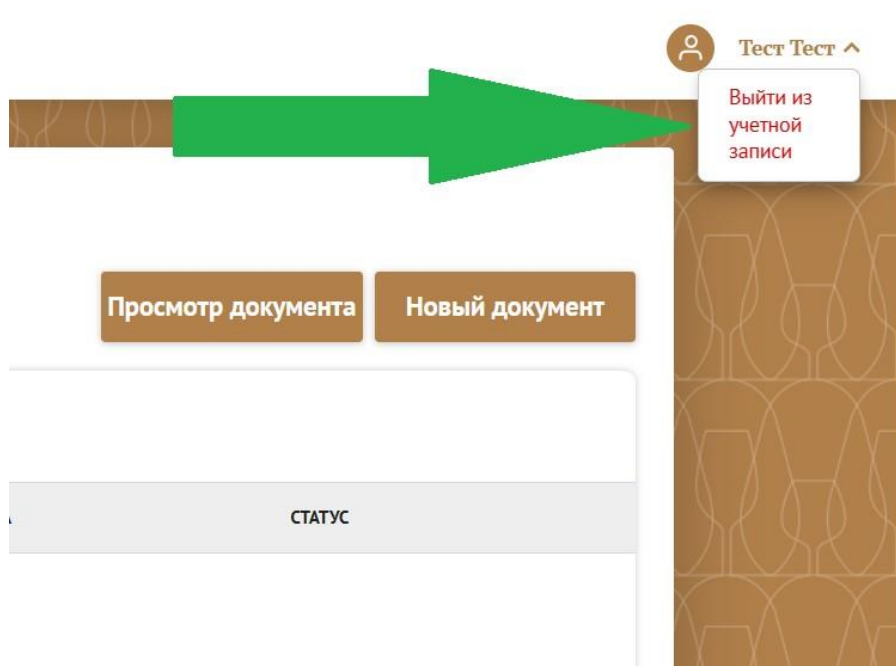 Тест Тест
Выйти из
учетной
записи
Просмотр документа
Новый документ
СТАТУС